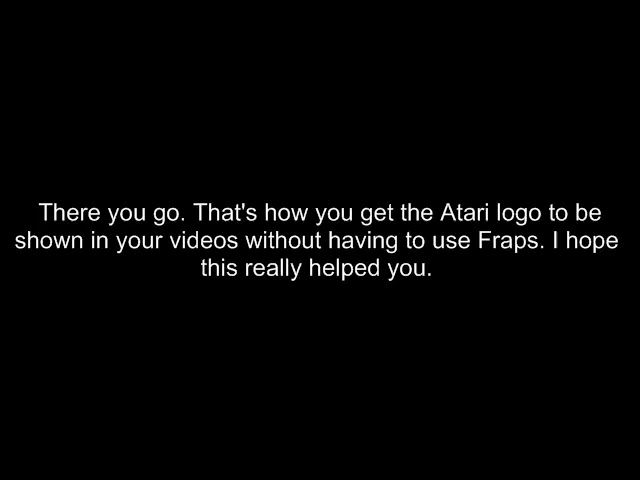 There you go. That's how you get the Atari logo to be
shown in your videos without having to use Fraps. I hope
this really helped you.